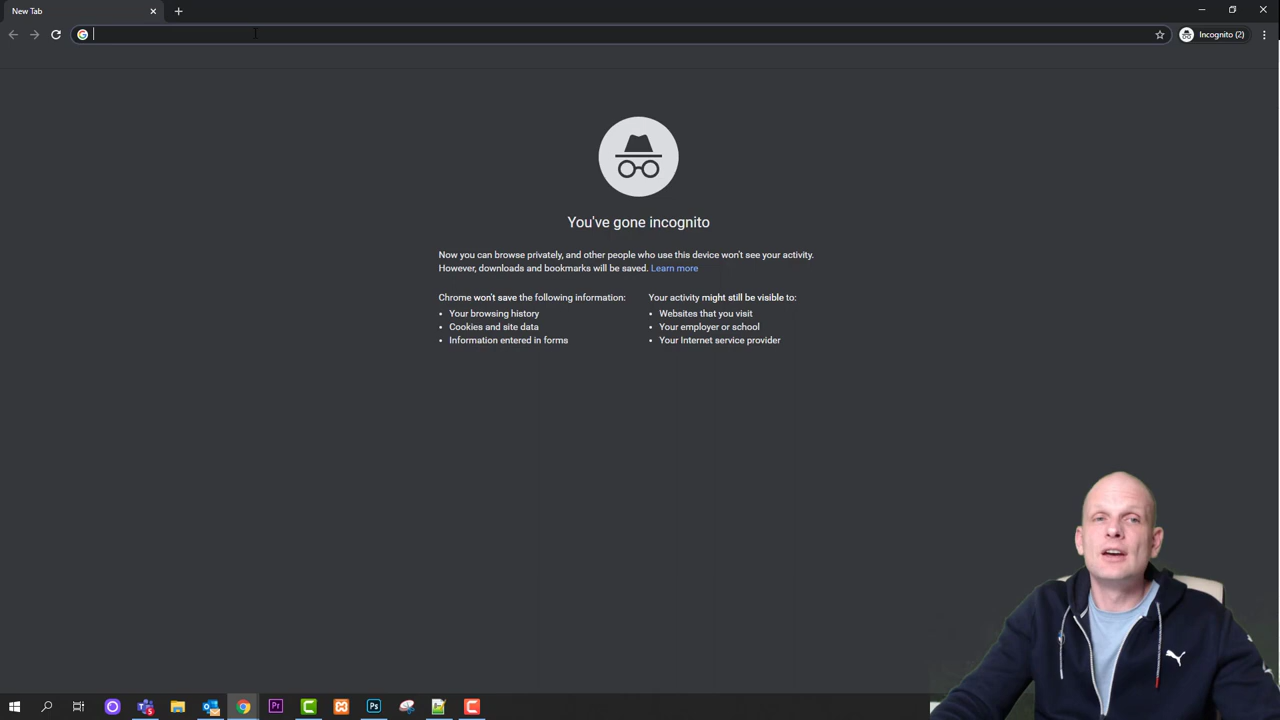 New Tab
Incognito (2)
You've gone incognito
Now you can browse privately, and other people who use this device won't see your activity.
However, downloads and bookmarks will be saved. Learn more
Chrome won't save the following information:
Your browsing history
Cookies and site data
Information entered in forms
Your activity might still be visible to:
Websites that you visit
Your employer or school
Your Internet service provider
Pr
Ps